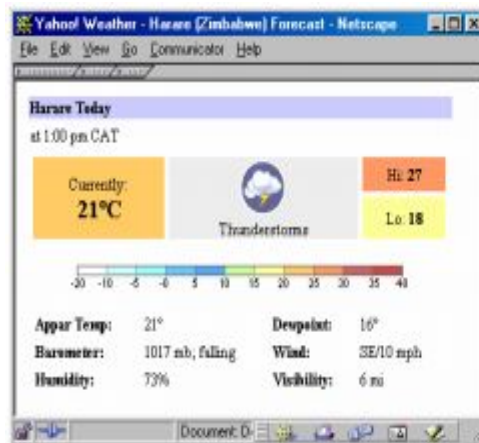 Yahoo! Weather - Harare (Zimbabwe) Forecast - Netscape
File Edit View Go Communicator Help
Harare Today
at 1:00 pm CAT
Currently:
21°C
Thunderstorms
Hi: 27
Lo: 18
-20 -10 -5 0 5 10 15 20 25 30 35 40
Appar Temp: 21° Dewpoint: 16°
Barometer: 1017 mb, falling Wind: SE/10 mph
Humidity: 73% Visibility: 6 mi
Document: D